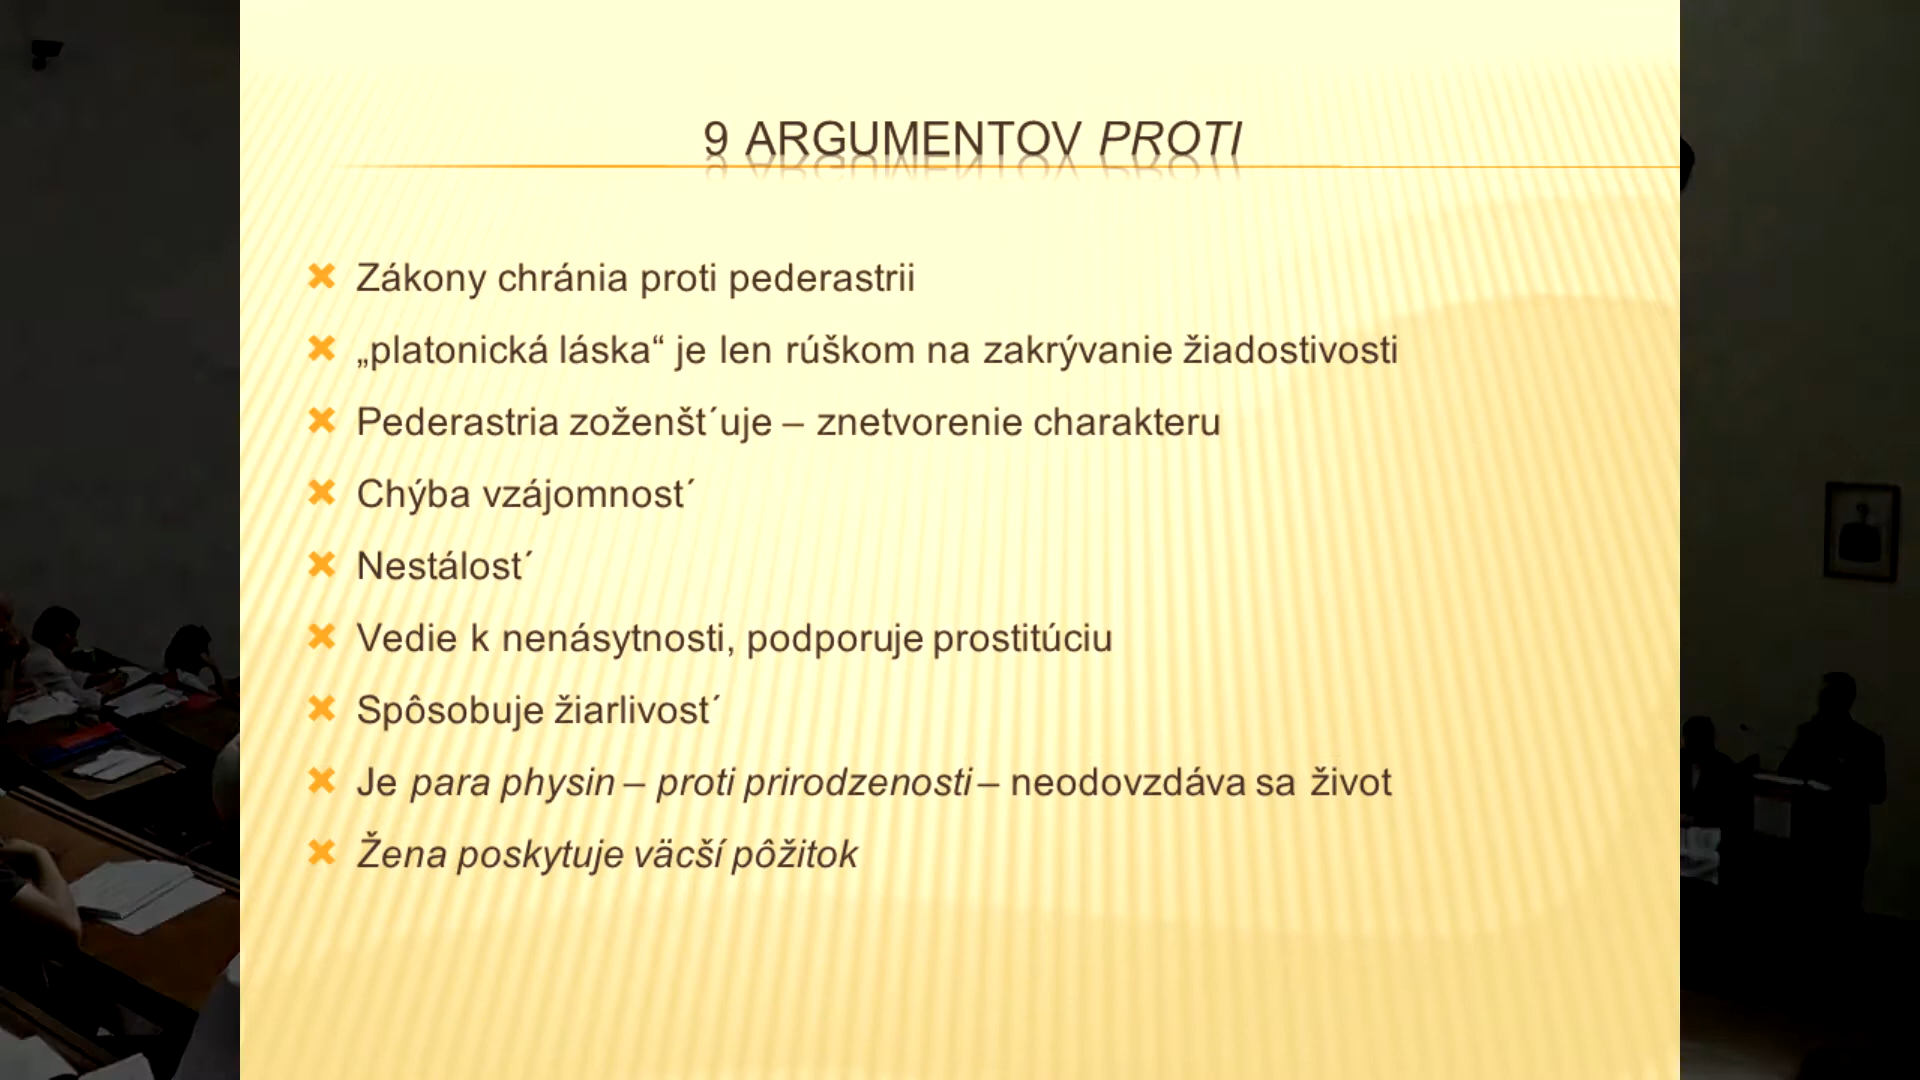 9 ARGUMENTOV PROTI
Zákony chránia proti pederastrii
„platonická láska“ je len rúškom na zakrývanie žiadostivosti
Pederastria zoženšt´uje – znetvorenie charakteru
Chýba vzájomnost´
Nestálost´
Vedie k nenásytnosti, podporuje prostitúciu
Spôsobuje žiarlivost´
Je para physin – proti prirodzenosti – neodovzdáva sa život
Žena poskytuje väcší pôžitok